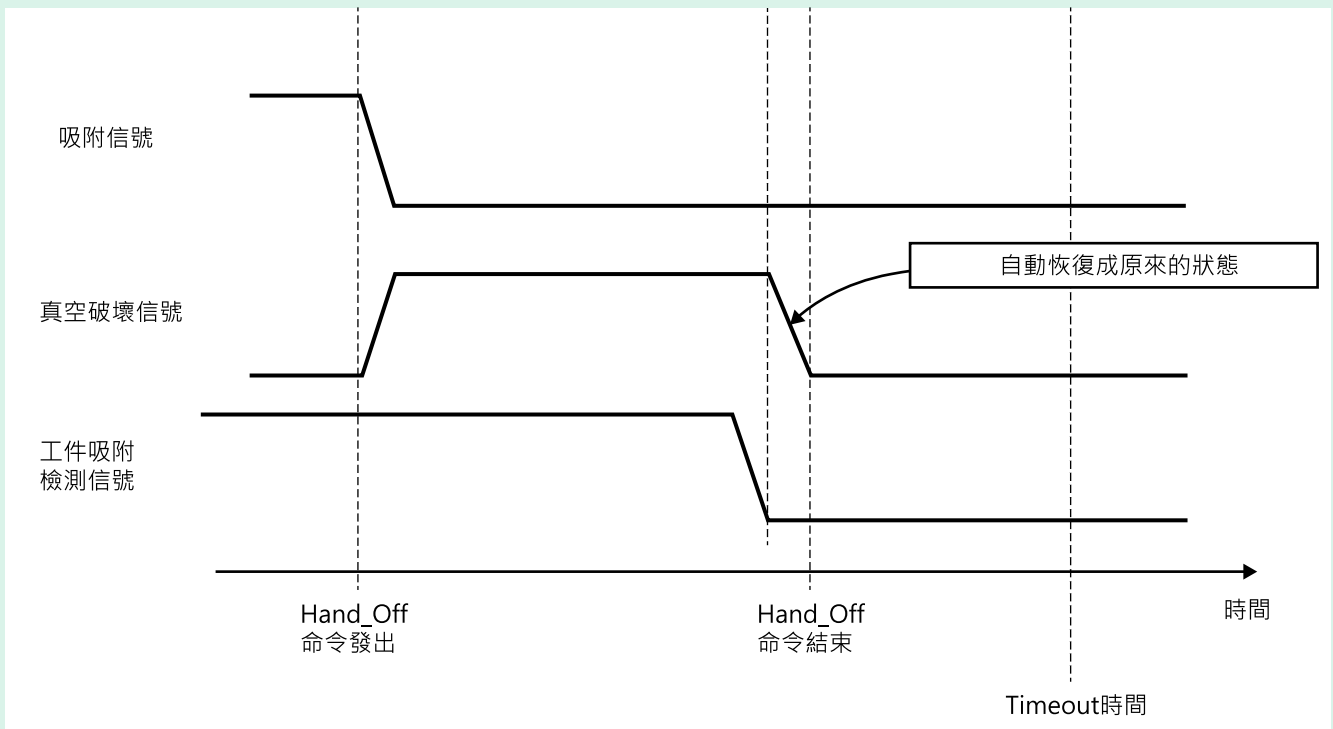 吸附信號
自動恢復成原來的狀態
真空破壞信號
工件吸附
檢測信號
時間
Hand_Off
命令發出
Hand_Off
命令結束
Timeout時間